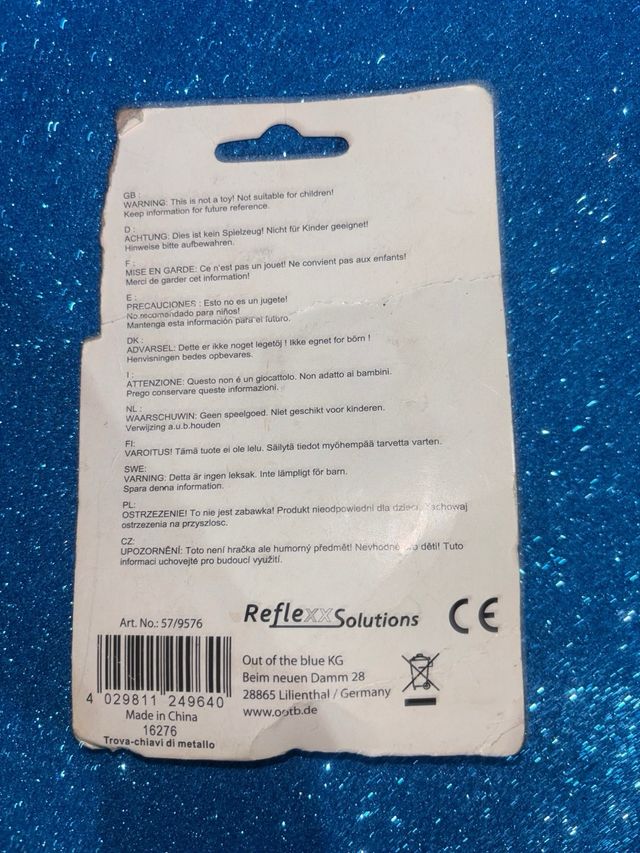 GB :
WARNING: This is not a toy! Not suitable for children!
Keep information for future reference.
D :
ACHTUNG: Dies ist kein Spielzeug! Nicht für Kinder geeignet!
Hinweise bitte aufbewahren.
F :
MISE EN GARDE: Ce n'est pas un jouet! Ne convient pas aux enfants!
Merci de garder cet information!
E :
PRECAUCIONES : Esto no es un jugete!
No recomendado para niños!
Mantenga esta información para el futuro.
DK :
ADVARSEL: Dette er ikke noget legetöj ! Ikke egnet for börn !
Henvisningen bedes opbevares.
I :
ATTENZIONE: Questo non é un giocattolo. Non adatto ai bambini.
Prego conservare queste informazioni.
NL :
WAARSCHUWIN: Geen speelgoed. Niet geschikt voor kinderen.
Verwijzing a.u.b.houden
FI:
VAROITUS! Tämä tuote ei ole lelu. Säilytä tiedot myöhempää tarvetta varten.
SWE:
VARNING: Detta är ingen leksak. Inte lämpligt för barn.
Spara denna information.
PL:
OSTRZEZENIE! To nie jest zabawka! Produkt nieodpowiedni dla dzieci. Zachowaj
ostrzezenia na przyszlosc.
CZ:
UPOZORNĚNÍ: Toto není hračka ale humorný předmět! Nevhodné pro děti! Tuto
informaci uchovejté pro budoucí využití.
Art. No.: 57/9576
ReflexxSolutions CE
4 029811 249640
Out of the blue KG
Beim neuen Damm 28
28865 Lilienthal / Germany
www.ootb.de
Made in China
16276
Trova-chiavi di metallo